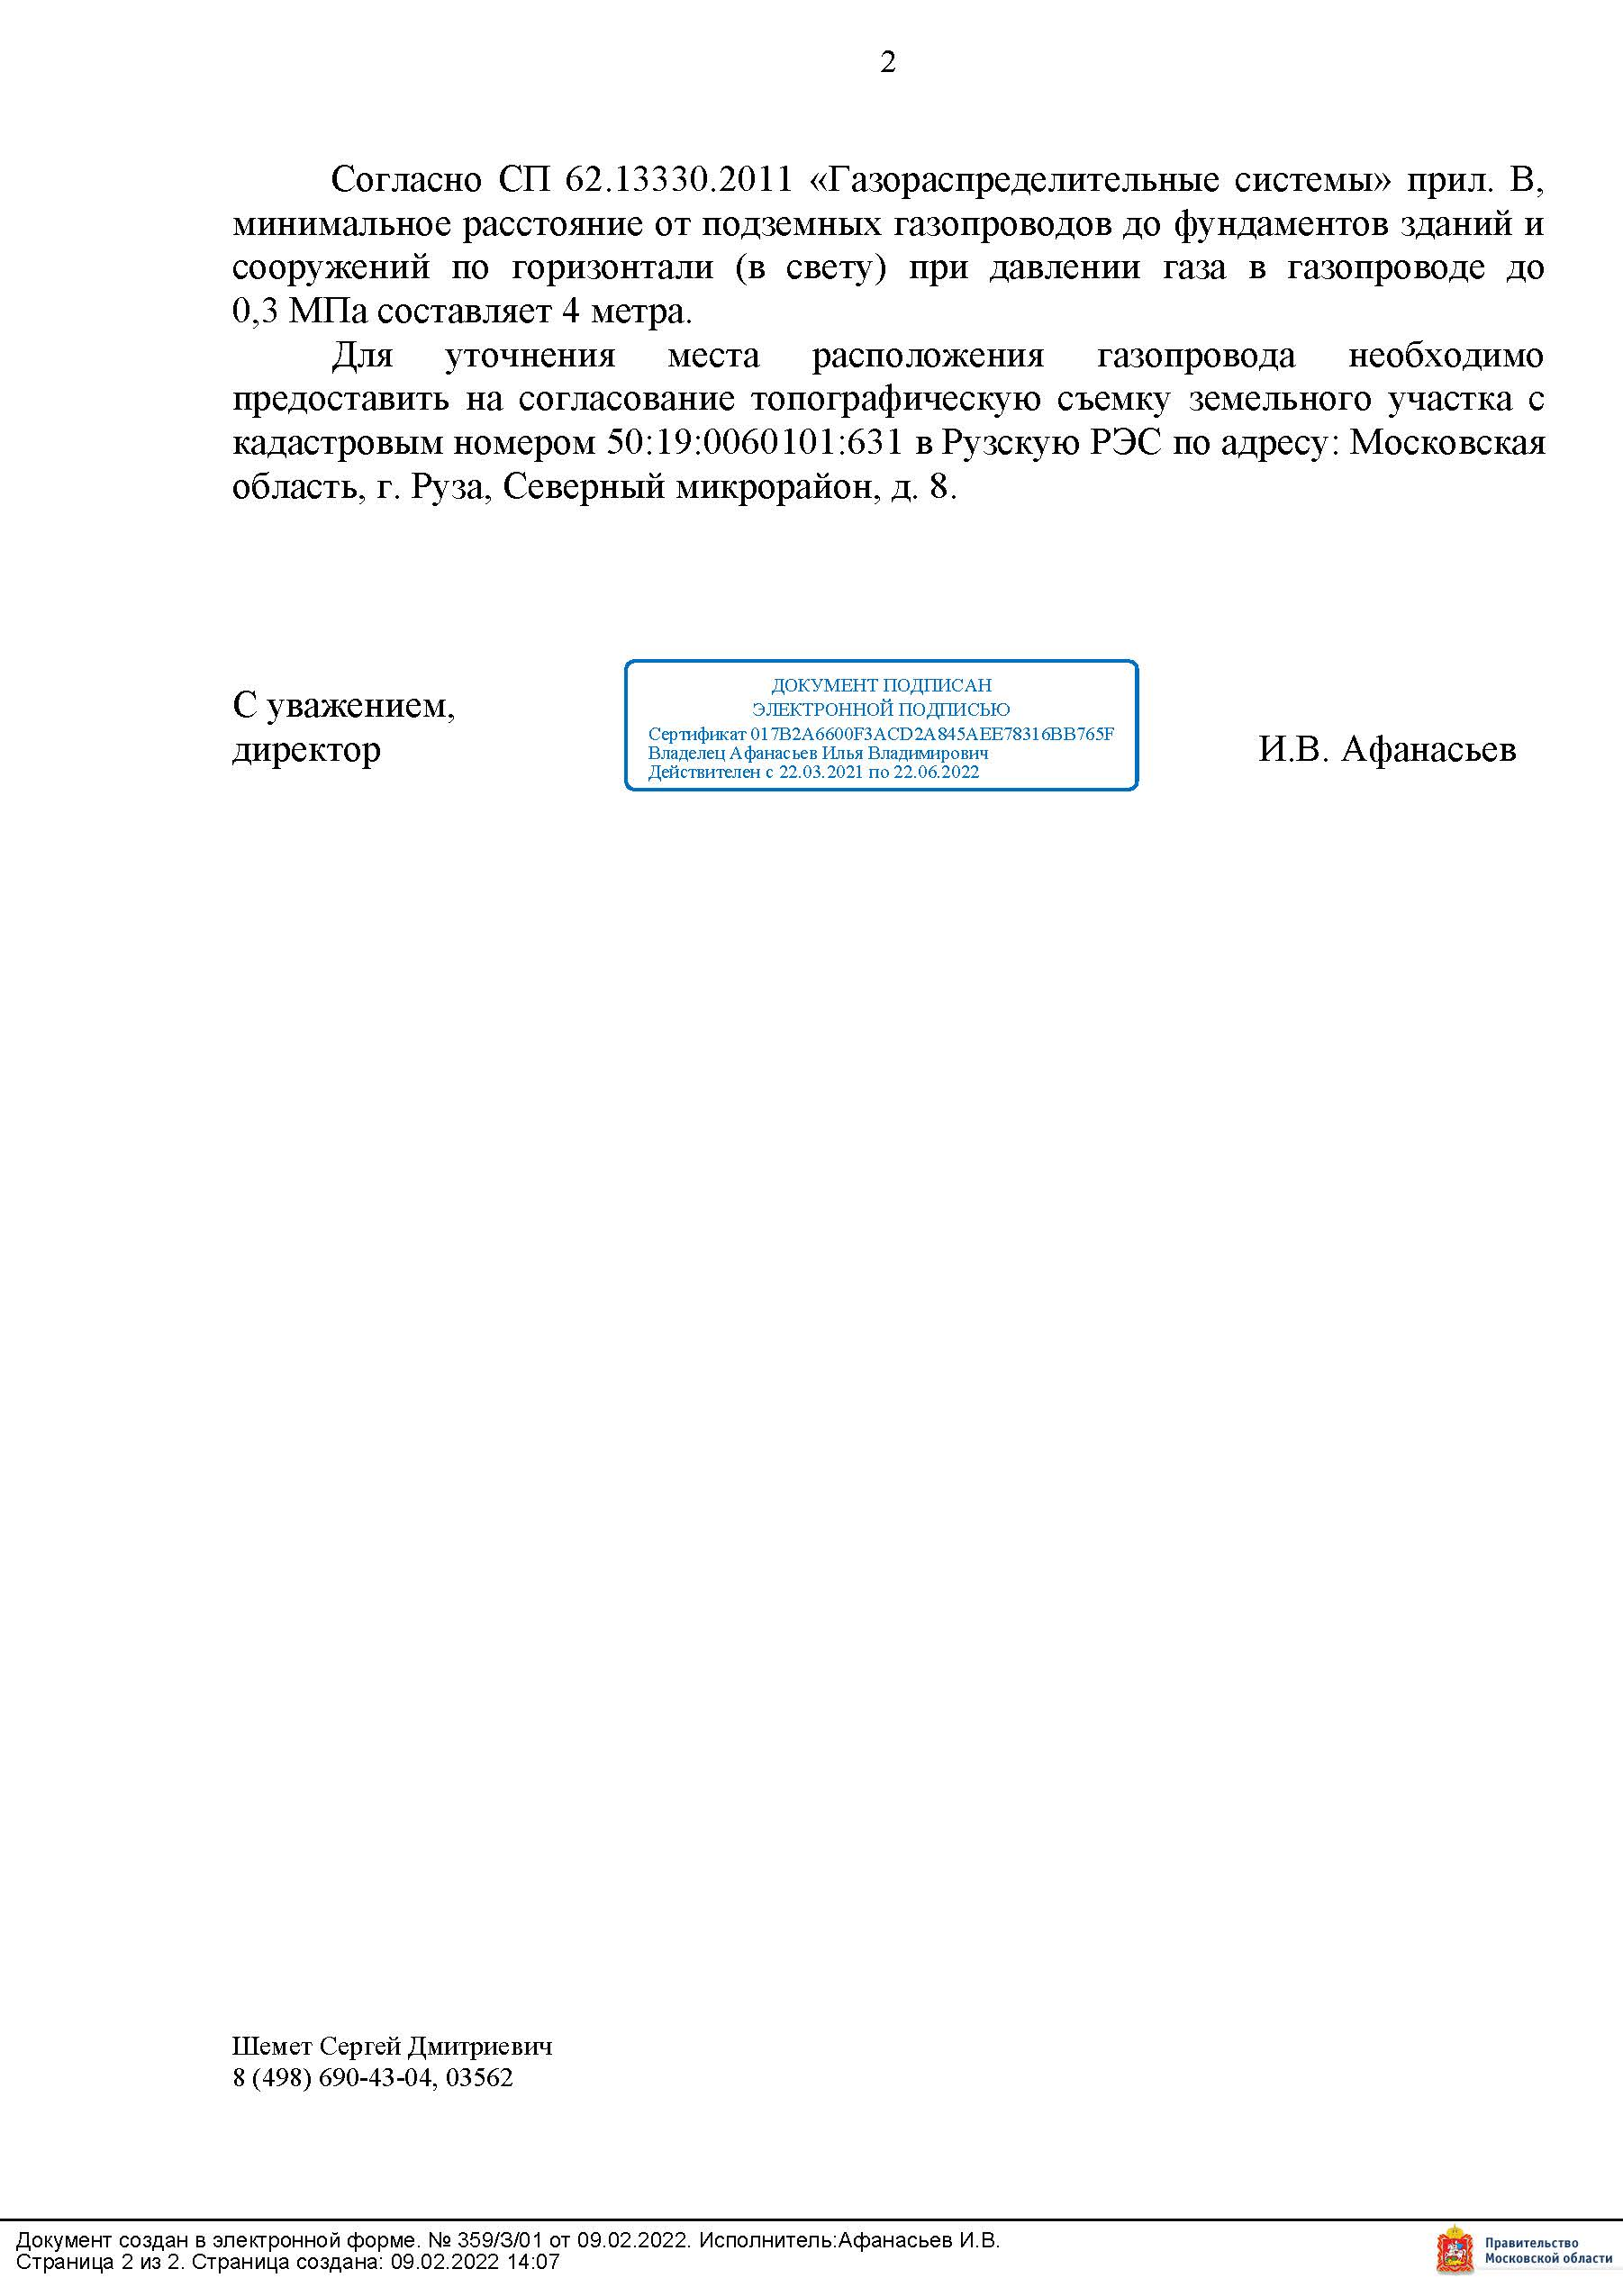 2
Согласно СП 62.13330.2011 «Газораспределительные системы» прил. В,
минимальное расстояние от подземных газопроводов до фундаментов зданий и
сооружений по горизонтали (в свету) при давлении газа в газопроводе до
0,3 МПа составляет 4 метра.
Для уточнения места расположения газопровода необходимо
предоставить на согласование топографическую съемку земельного участка с
кадастровым номером 50:19:0060101:631 в Рузскую РЭС по адресу: Московская
область, г. Руза, Северный микрорайон, д. 8.
С уважением,
директор
ДОКУМЕНТ ПОДПИСАН
ЭЛЕКТРОННОЙ ПОДПИСЬЮ
Сертификат 017B2A6600F3ACD2A845AEE78316BB765F
Владелец Афанасьев Илья Владимирович
Действителен с 22.03.2021 по 22.06.2022
И.В. Афанасьев
Шемет Сергей Дмитриевич
8 (498) 690-43-04, 03562
Документ создан в электронной форме. № 359/З/01 от 09.02.2022. Исполнитель:Афанасьев И.В.
Страница 2 из 2. Страница создана: 09.02.2022 14:07
Правительство
Московской области